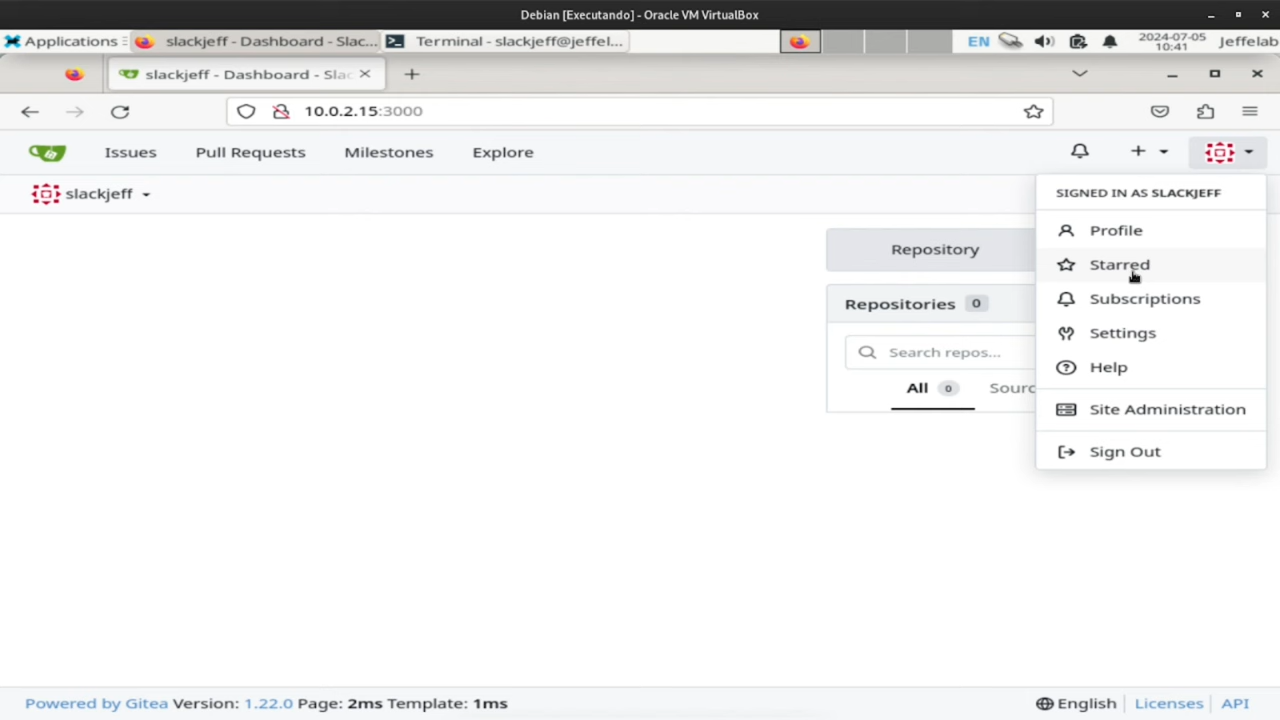 Debian [Executando] - Oracle VM VirtualBox
Applications slackjeff - Dashboard - Slac... Terminal - slackjeff@jeffel... EN 2024-07-05 Jeffelab
10:41
slackjeff - Dashboard - Slac
10.0.2.15:3000
Issues Pull Requests Milestones Explore
slackjeff
SIGNED IN AS SLACKJEFF
Profile
Repository
Starred
Subscriptions
Repositories 0
Settings
Search repos...
Help
All 0 Sourc
Site Administration
Sign Out
Powered by Gitea Version: 1.22.0 Page: 2ms Template: 1ms English Licenses API